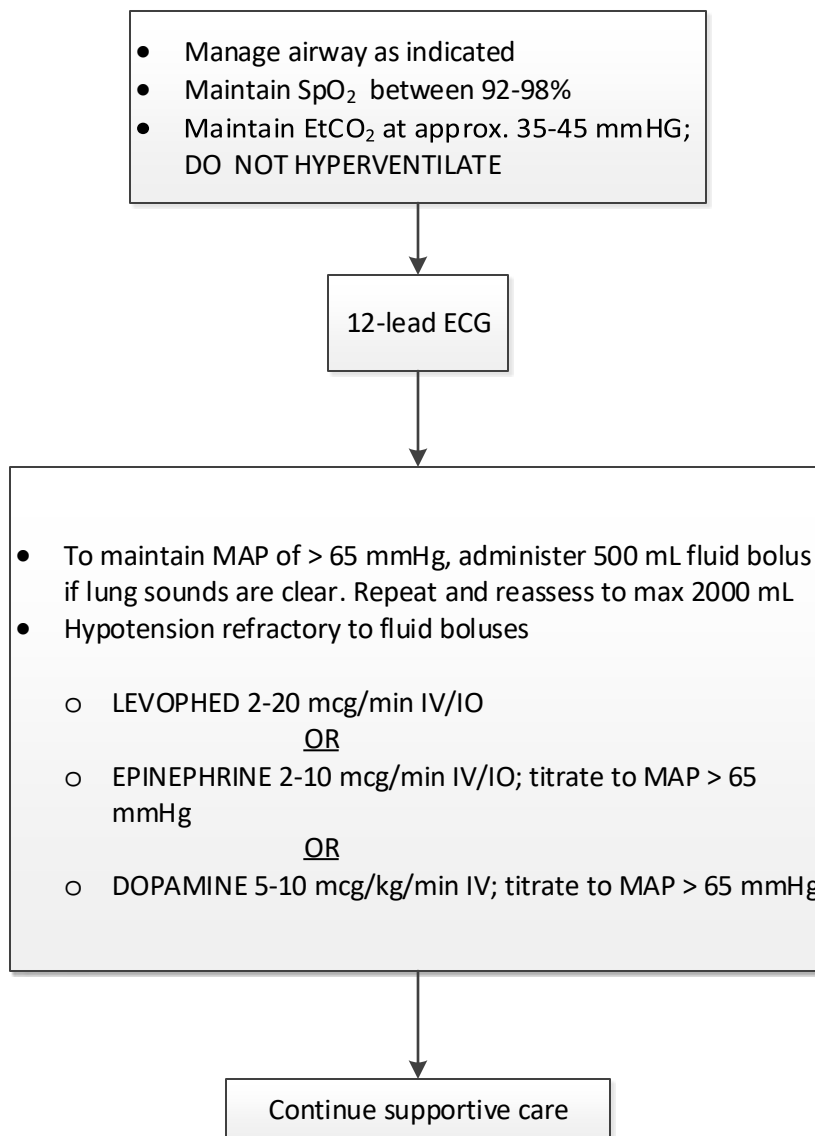 • Manage airway as indicated
• Maintain SpO₂ between 92-98%
• Maintain EtCO₂ at approx. 35-45 mmHG;
DO NOT HYPERVENTILATE
12-lead ECG
• To maintain MAP of > 65 mmHg, administer 500 mL fluid bolus
if lung sounds are clear. Repeat and reassess to max 2000 mL
• Hypotension refractory to fluid boluses
o LEVOPHED 2-20 mcg/min IV/IO
OR
o EPINEPHRINE 2-10 mcg/min IV/IO; titrate to MAP > 65
mmHg
OR
o DOPAMINE 5-10 mcg/kg/min IV; titrate to MAP > 65 mmHg
Continue supportive care